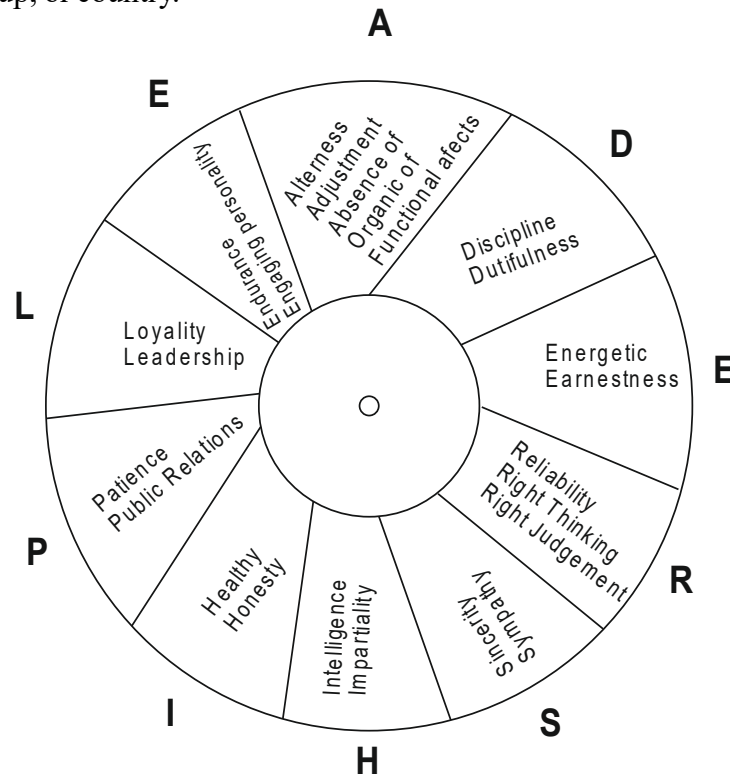 up, or country.
A
Alterness
Adjustment
Absence of
Organic of
Functional afects
D
Discipline
Dutifulness
E
Energetic
Earnestness
R
Reliability
Right Thinking
Right Judgement
S
Sympathy
Sincerity
H
Intelligence
Impartiality
I
Healthy
Honesty
P
Patience
Public Relations
L
Loyality
Leadership
E
Endurance
Engaging personality